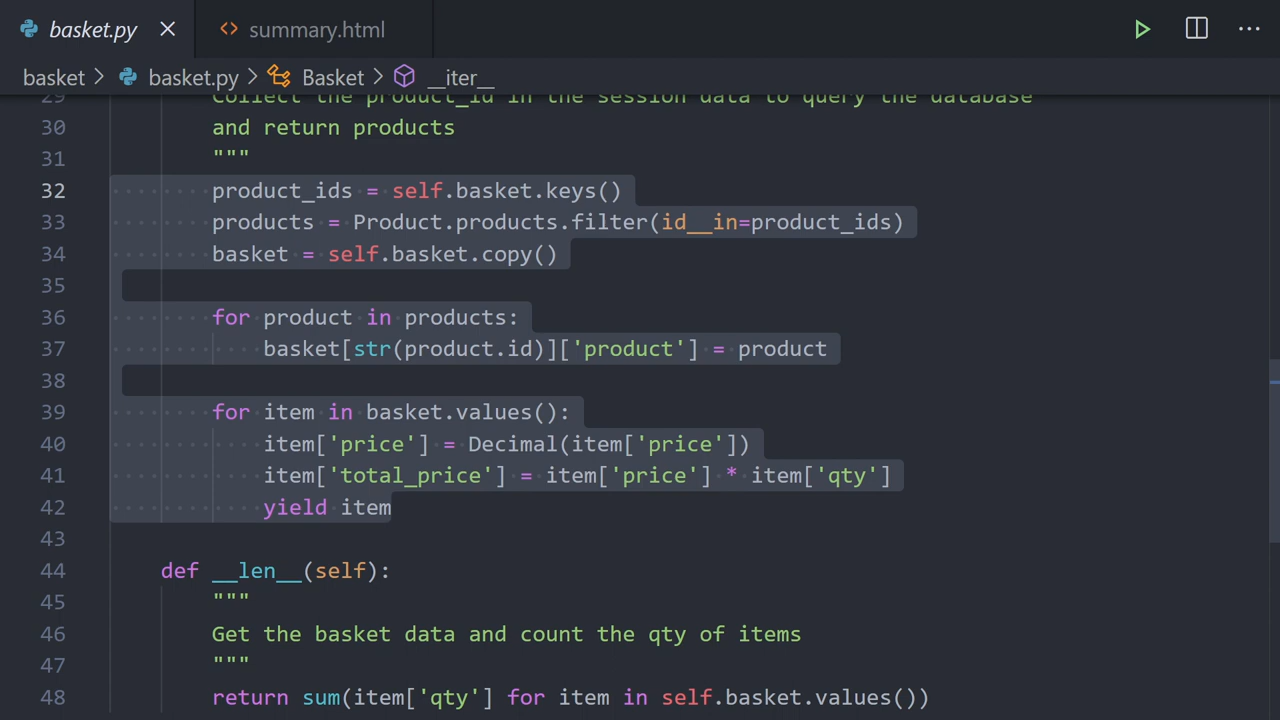 basket.py
summary.html
basket > basket.py > Basket > __iter__
29 Collect the product_id in the session data to query the database
30 and return products
31 """
32 product_ids = self.basket.keys()
33 products = Product.products.filter(id__in=product_ids)
34 basket = self.basket.copy()
35
36 for product in products:
37 basket[str(product.id)]['product'] = product
38
39 for item in basket.values():
40 item['price'] = Decimal(item['price'])
41 item['total_price'] = item['price'] * item['qty']
42 yield item
43
44 def __len__(self):
45 """
46 Get the basket data and count the qty of items
47 """
48 return sum(item['qty'] for item in self.basket.values())